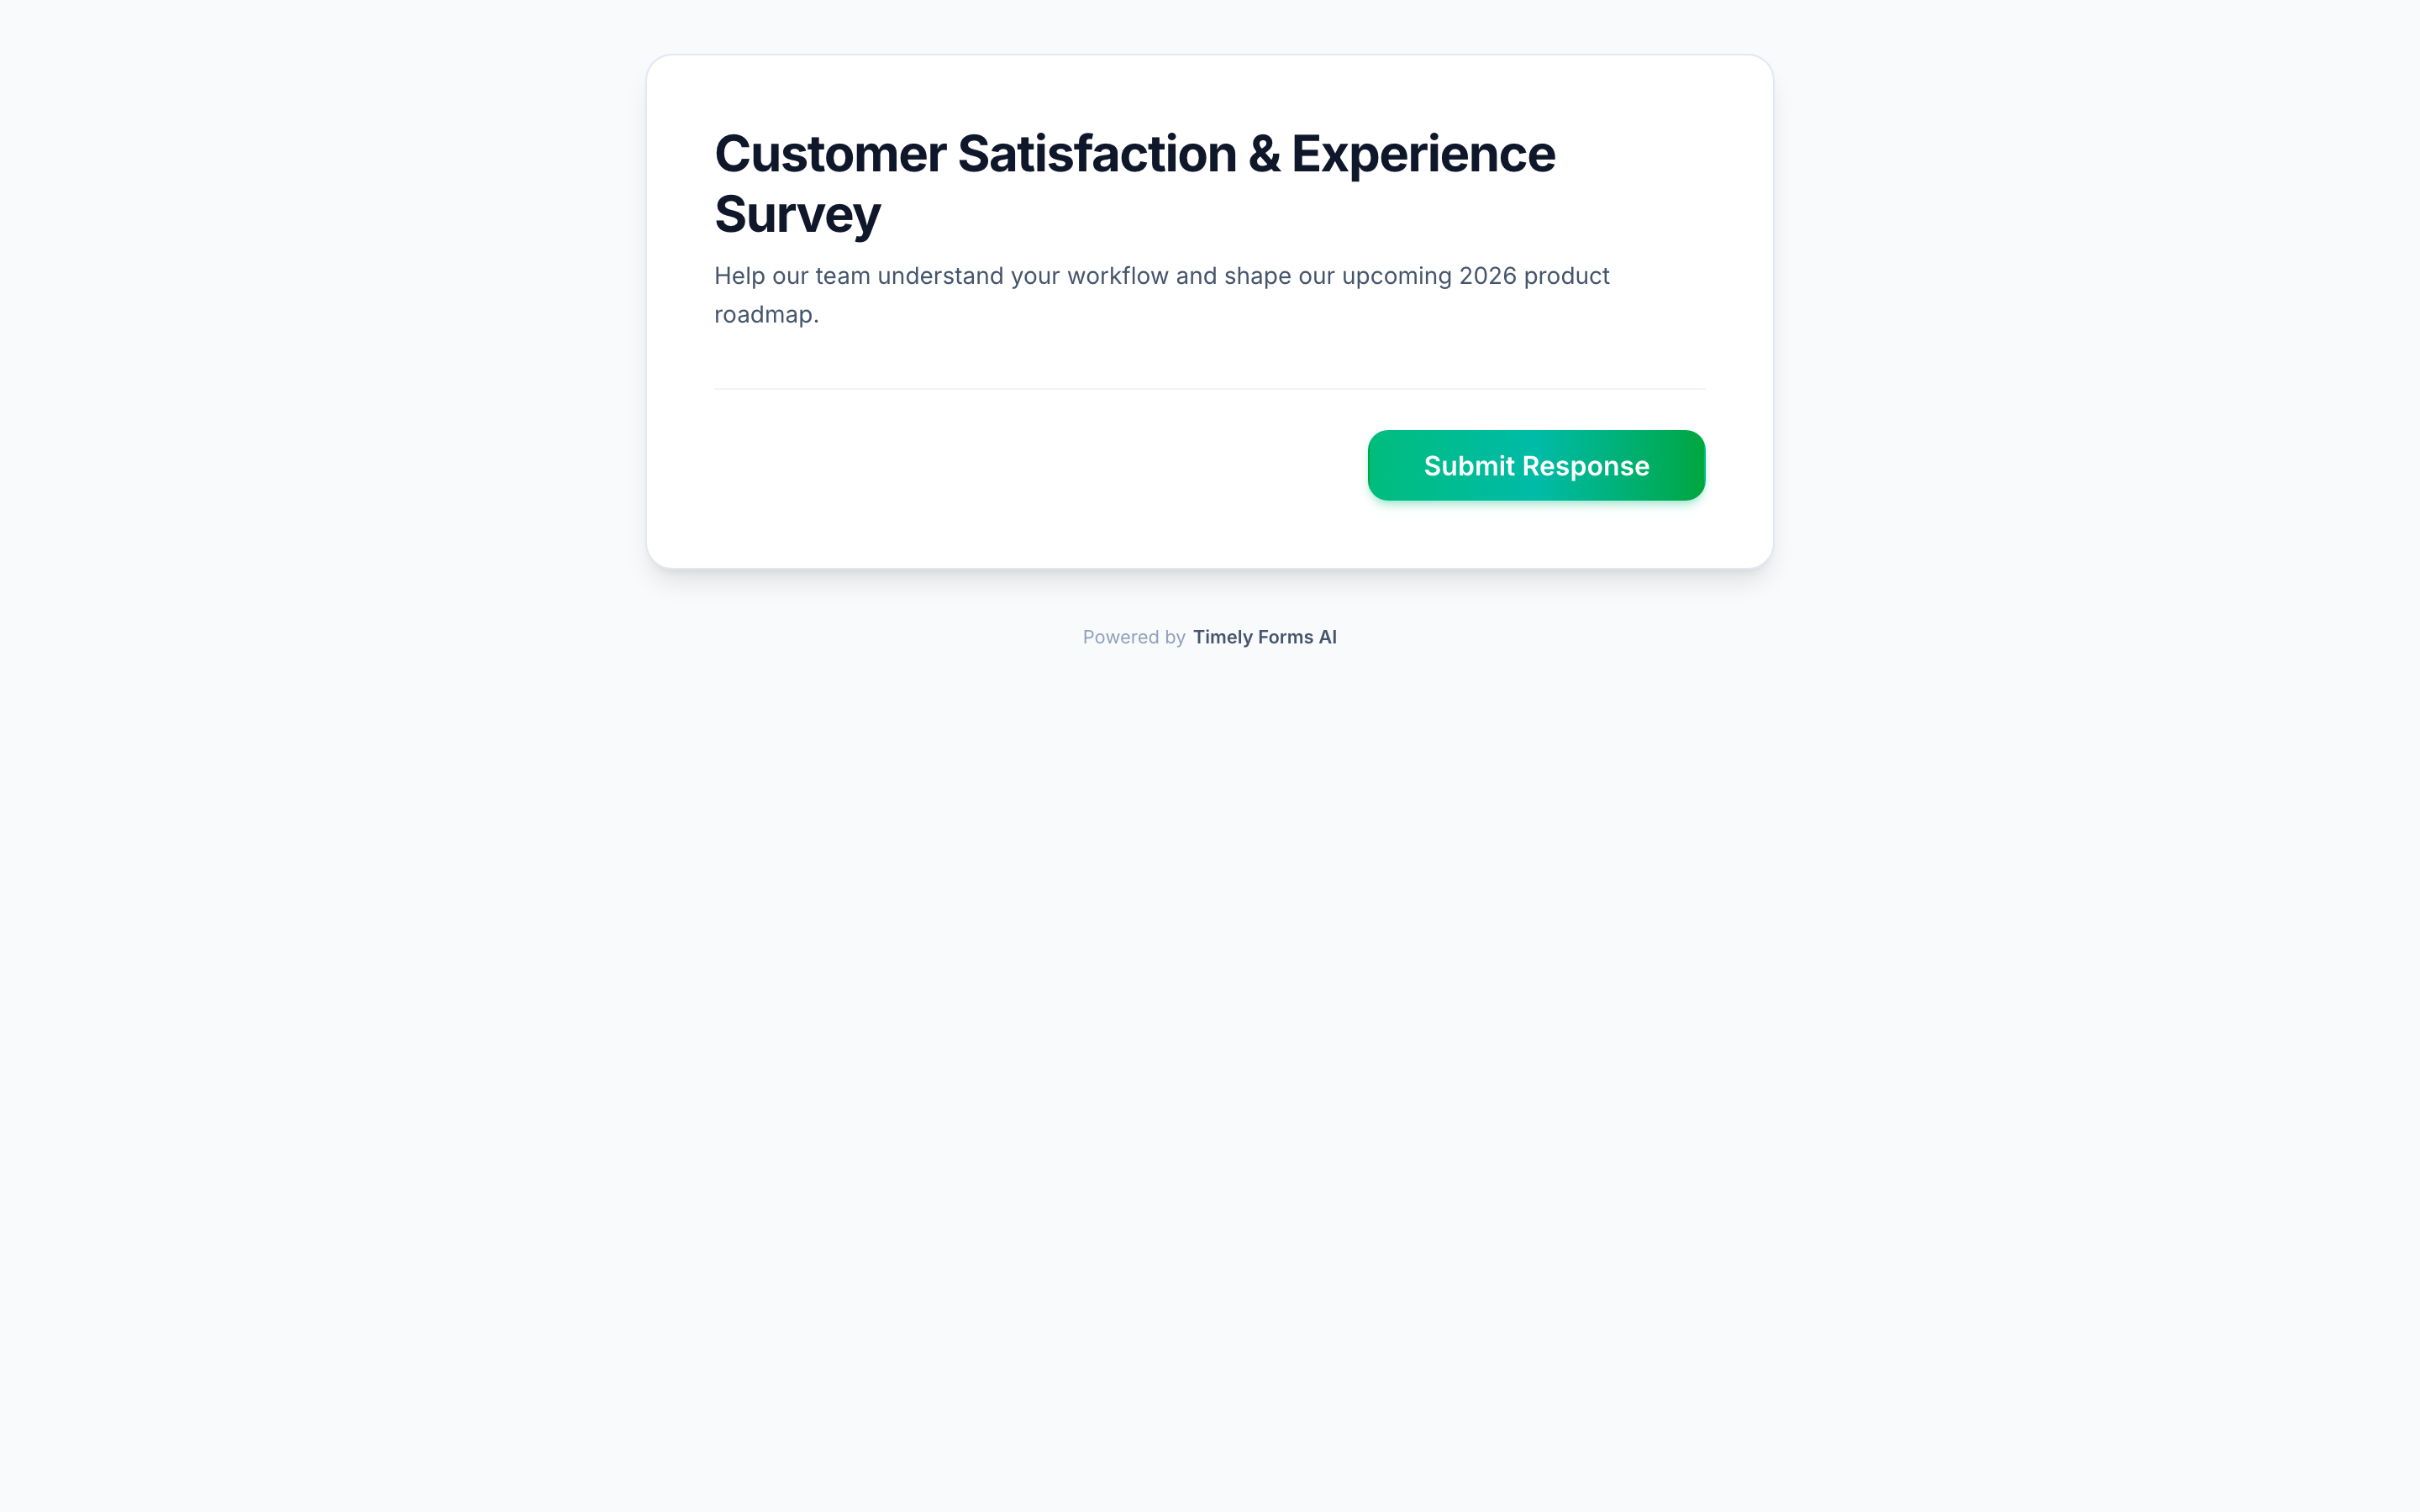 Customer Satisfaction & Experience
Survey
Help our team understand your workflow and shape our upcoming 2026 product
roadmap.
Submit Response
Powered by Timely Forms AI